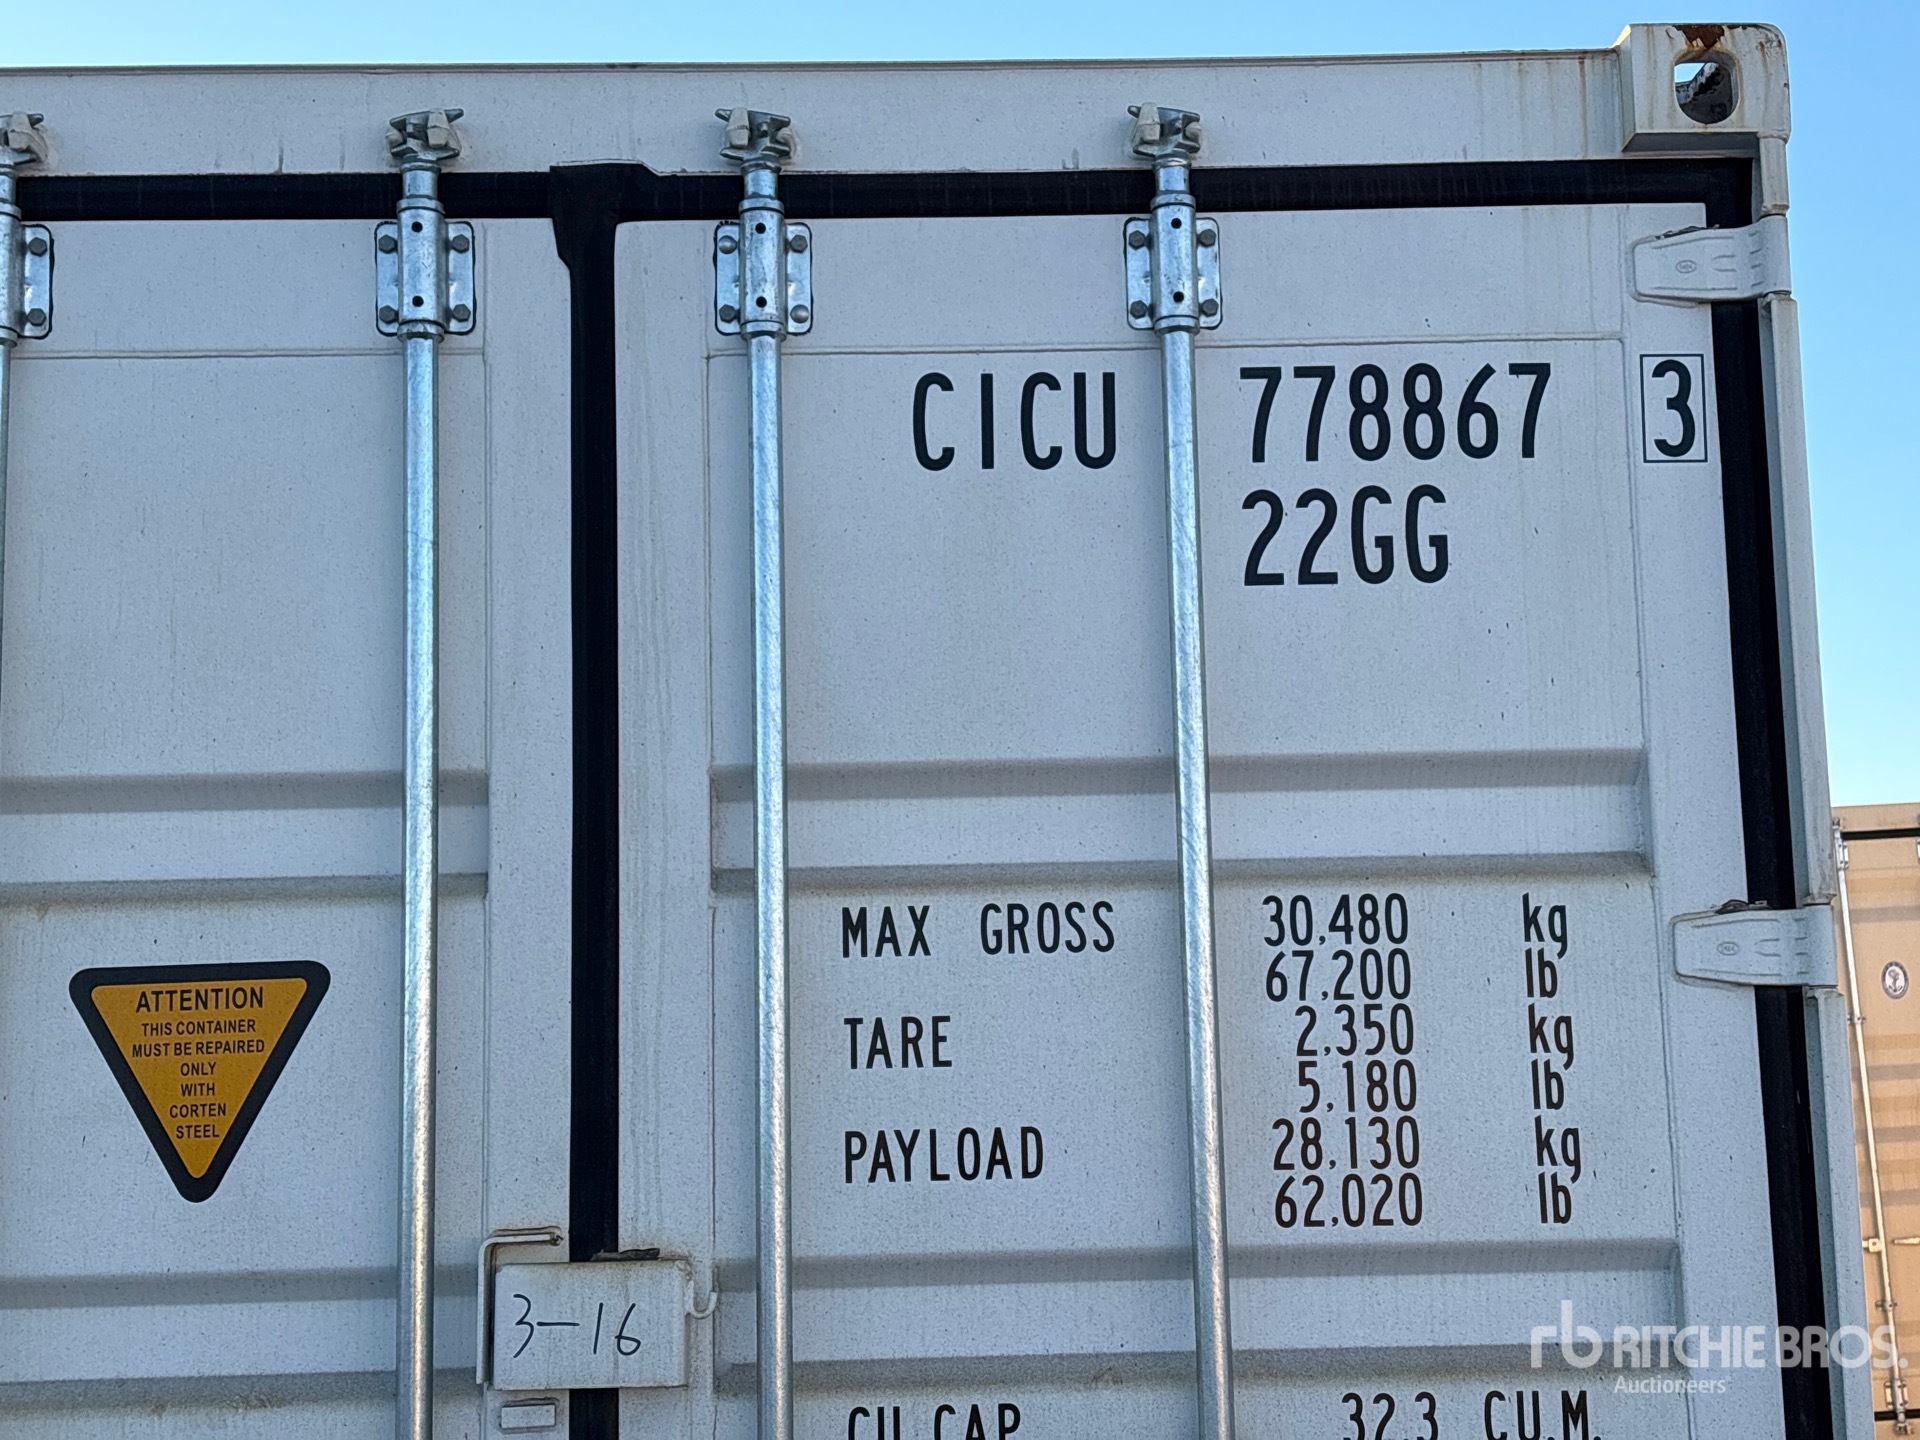 CICU 778867 3
22GG
MAX GROSS 30,480 kg
67,200 lb
TARE 2,350 kg
5,180 lb
PAYLOAD 28,130 kg
62,020 lb
CU.CAP. 32.3 CU.M.
ATTENTION
THIS CONTAINER
MUST BE REPAIRED
ONLY
WITH
CORTEN
STEEL
3-16
rb RITCHIE BROS.
Auctioneers